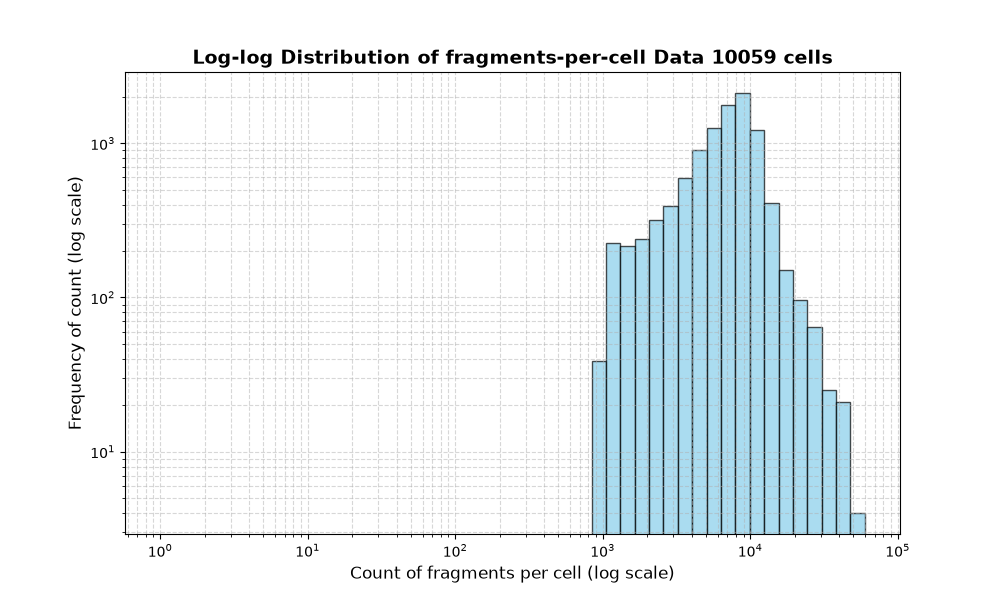 Log-log Distribution of fragments-per-cell Data 10059 cells
Frequency of count (log scale)
10³
10²
10¹
10⁰ 10¹ 10² 10³ 10⁴ 10⁵
Count of fragments per cell (log scale)